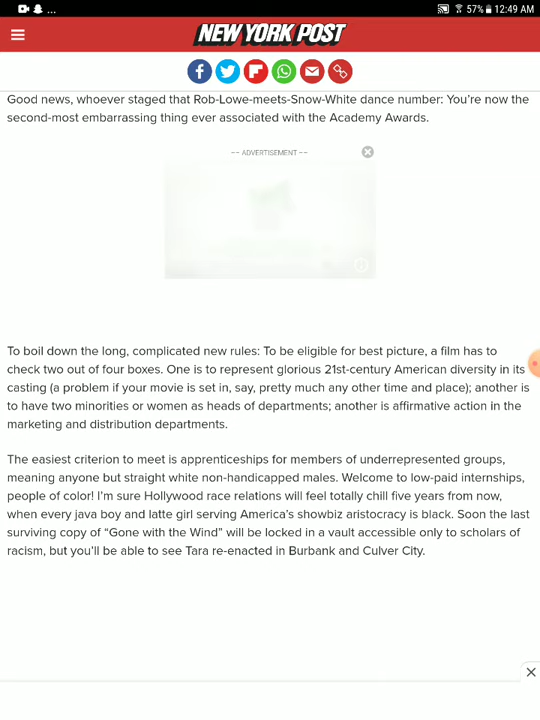 ... 57% 12:49 AM
NEW YORK POST
Good news, whoever staged that Rob-Lowe-meets-Snow-White dance number: You’re now the
second-most embarrassing thing ever associated with the Academy Awards.
–– ADVERTISEMENT ––
To boil down the long, complicated new rules: To be eligible for best picture, a film has to
check two out of four boxes. One is to represent glorious 21st-century American diversity in its
casting (a problem if your movie is set in, say, pretty much any other time and place); another is
to have two minorities or women as heads of departments; another is affirmative action in the
marketing and distribution departments.
The easiest criterion to meet is apprenticeships for members of underrepresented groups,
meaning anyone but straight white non-handicapped males. Welcome to low-paid internships,
people of color! I’m sure Hollywood race relations will feel totally chill five years from now,
when every java boy and latte girl serving America’s showbiz aristocracy is black. Soon the last
surviving copy of “Gone with the Wind” will be locked in a vault accessible only to scholars of
racism, but you’ll be able to see Tara re-enacted in Burbank and Culver City.